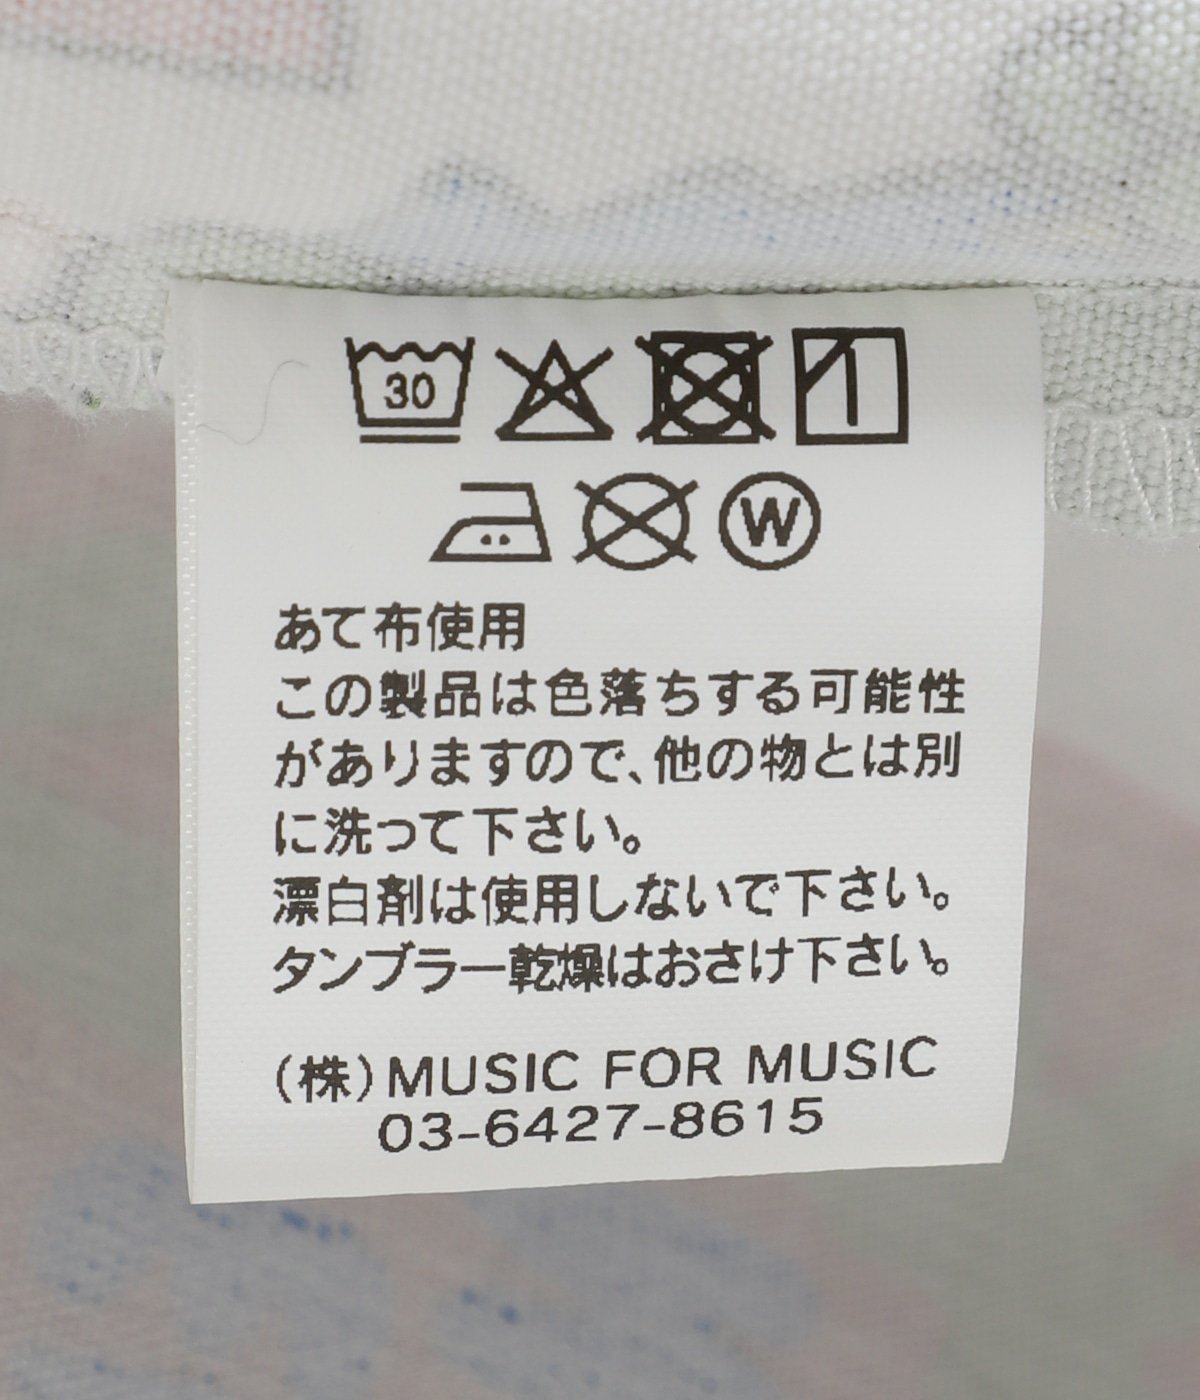 30
W
あて布使用
この製品は色落ちする可能性
がありますので、他の物とは別
に洗って下さい。
漂白剤は使用しないで下さい。
タンブラー乾燥はおさけ下さい。
(株)MUSIC FOR MUSIC
03-6427-8615